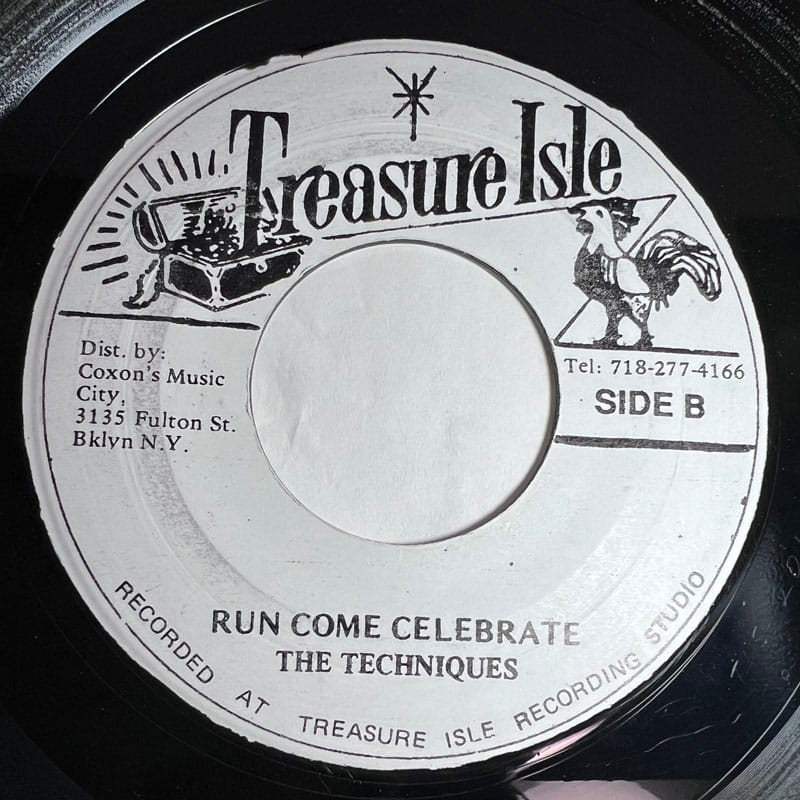 Treasure Isle
Dist. by:
Coxon's Music
City,
3135 Fulton St.
Bklyn N.Y.
Tel: 718-277-4166
SIDE B
RUN COME CELEBRATE
THE TECHNIQUES
RECORDED AT TREASURE ISLE RECORDING STUDIO